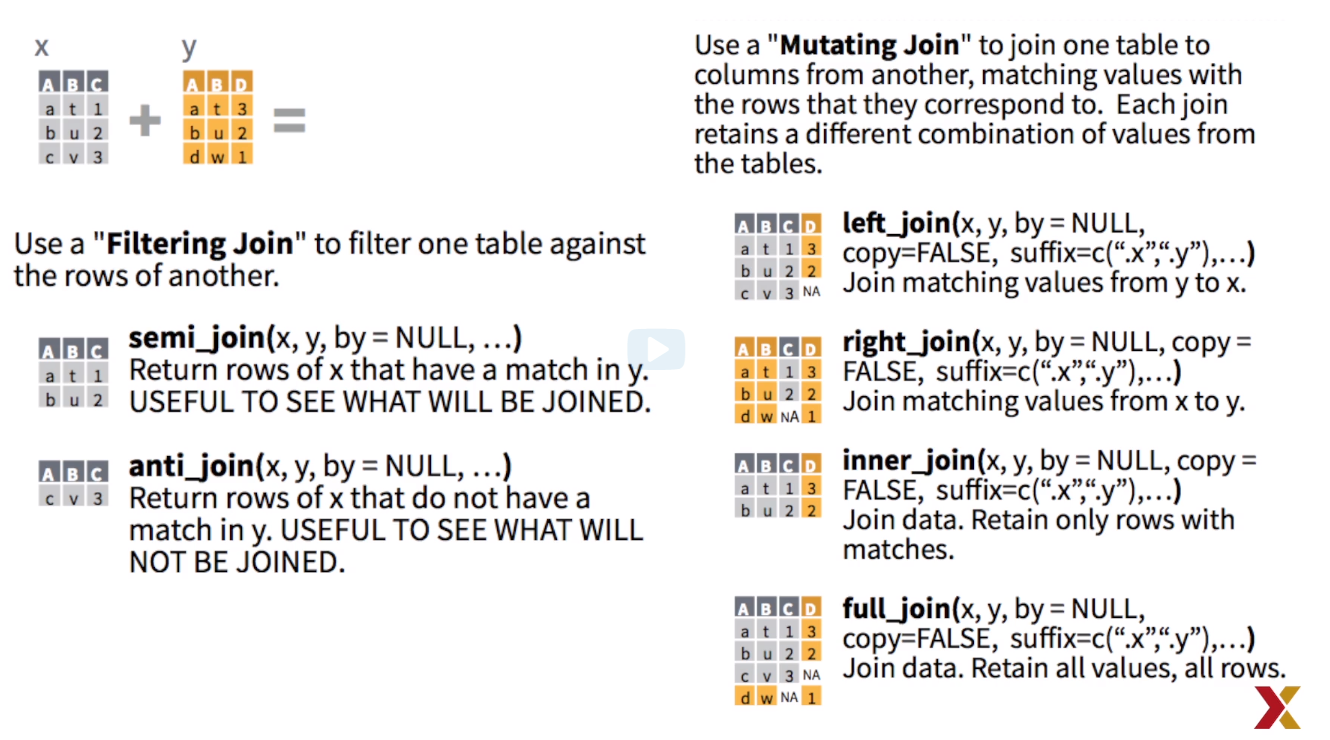 x y
A B C A B D
a t 1 a t 3
b u 2 + b u 2 =
c v 3 d w 1
Use a "Filtering Join" to filter one table against
the rows of another.
A B C
a t 1
b u 2
semi_join(x, y, by = NULL, …)
Return rows of x that have a match in y.
USEFUL TO SEE WHAT WILL BE JOINED.
A B C
c v 3
anti_join(x, y, by = NULL, …)
Return rows of x that do not have a
match in y. USEFUL TO SEE WHAT WILL
NOT BE JOINED.
Use a "Mutating Join" to join one table to
columns from another, matching values with
the rows that they correspond to. Each join
retains a different combination of values from
the tables.
A B C D
a t 1 3
b u 2 2
c v 3 NA
left_join(x, y, by = NULL,
copy=FALSE, suffix=c(“.x”,“.y”),…)
Join matching values from y to x.
A B C D
a t 1 3
b u 2 2
d w NA 1
right_join(x, y, by = NULL, copy =
FALSE, suffix=c(“.x”,“.y”),…)
Join matching values from x to y.
A B C D
a t 1 3
b u 2 2
inner_join(x, y, by = NULL, copy =
FALSE, suffix=c(“.x”,“.y”),…)
Join data. Retain only rows with
matches.
A B C D
a t 1 3
b u 2 2
c v 3 NA
d w NA 1
full_join(x, y, by = NULL,
copy=FALSE, suffix=c(“.x”,“.y”),…)
Join data. Retain all values, all rows.